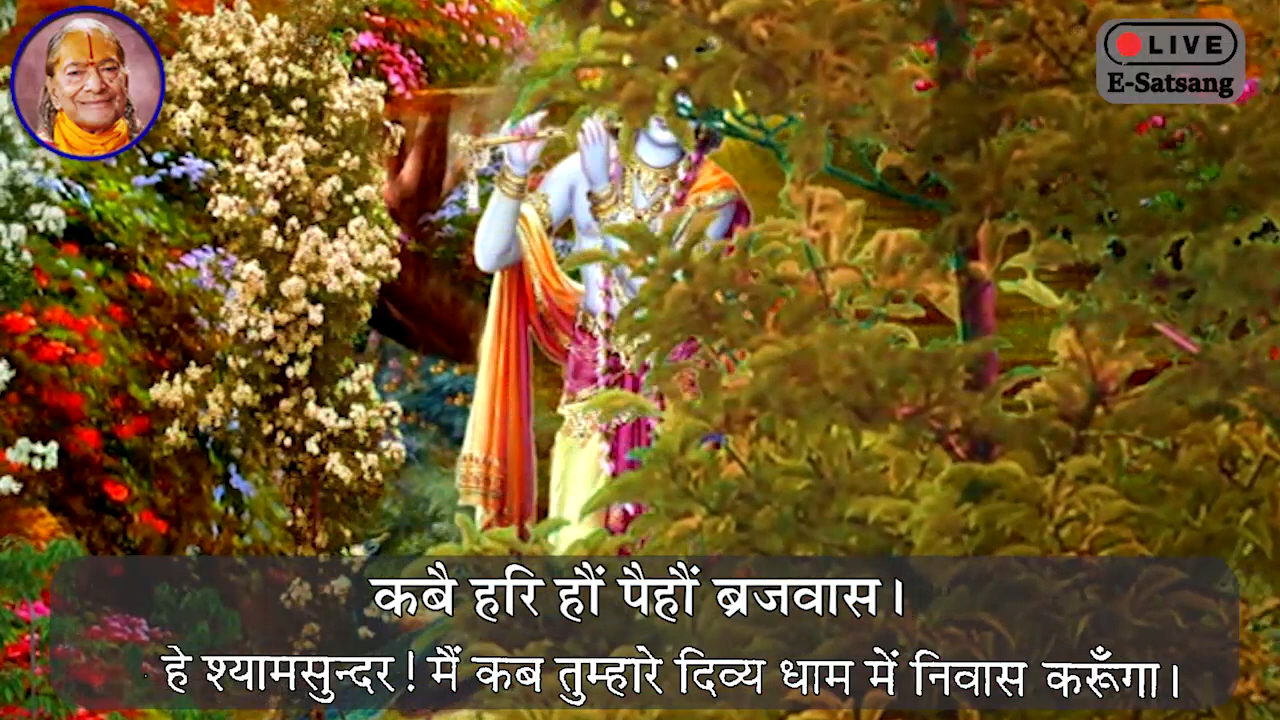 LIVE
E-Satsang
कबै हरि हौं पैहौं ब्रजवास।
हे श्यामसुन्दर! मैं कब तुम्हारे दिव्य धाम में निवास करूँगा।